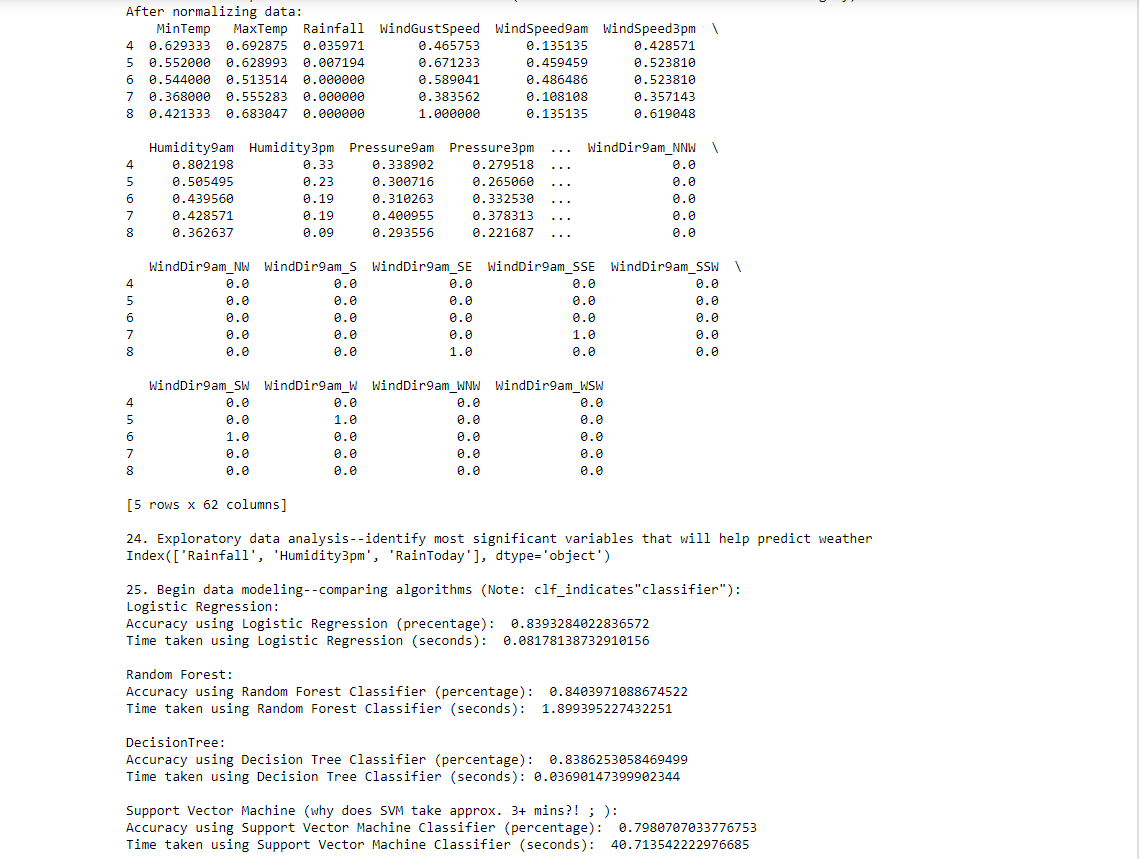 After normalizing data:
MinTemp MaxTemp Rainfall WindGustSpeed WindSpeed9am WindSpeed3pm \
4 0.629333 0.692875 0.035971 0.465753 0.135135 0.428571
5 0.552000 0.628993 0.007194 0.671233 0.459459 0.523810
6 0.544000 0.513514 0.000000 0.589041 0.486486 0.523810
7 0.368000 0.555283 0.000000 0.383562 0.108108 0.357143
8 0.421333 0.683047 0.000000 1.000000 0.135135 0.619048
Humidity9am Humidity3pm Pressure9am Pressure3pm ... WindDir9am_NNW \
4 0.802198 0.33 0.338902 0.279518 ... 0.0
5 0.505495 0.23 0.300716 0.265060 ... 0.0
6 0.439560 0.19 0.310263 0.332530 ... 0.0
7 0.428571 0.19 0.400955 0.378313 ... 0.0
8 0.362637 0.09 0.293556 0.221687 ... 0.0
WindDir9am_NW WindDir9am_S WindDir9am_SE WindDir9am_SSE WindDir9am_SSW \
4 0.0 0.0 0.0 0.0 0.0
5 0.0 0.0 0.0 0.0 0.0
6 0.0 0.0 0.0 0.0 0.0
7 0.0 0.0 0.0 1.0 0.0
8 0.0 0.0 1.0 0.0 0.0
WindDir9am_SW WindDir9am_W WindDir9am_WNW WindDir9am_WSW
4 0.0 0.0 0.0 0.0
5 0.0 1.0 0.0 0.0
6 1.0 0.0 0.0 0.0
7 0.0 0.0 0.0 0.0
8 0.0 0.0 0.0 0.0
[5 rows x 62 columns]
24. Exploratory data analysis--identify most significant variables that will help predict weather
Index(['Rainfall', 'Humidity3pm', 'RainToday'], dtype='object')
25. Begin data modeling--comparing algorithms (Note: clf_indicates"classifier"):
Logistic Regression:
Accuracy using Logistic Regression (precentage): 0.8393284022836572
Time taken using Logistic Regression (seconds): 0.08178138732910156
Random Forest:
Accuracy using Random Forest Classifier (percentage): 0.8403971088674522
Time taken using Random Forest Classifier (seconds): 1.899395227432251
DecisionTree:
Accuracy using Decision Tree Classifier (percentage): 0.8386253058469499
Time taken using Decision Tree Classifier (seconds): 0.03690147399902344
Support Vector Machine (why does SVM take approx. 3+ mins?! ; ):
Accuracy using Support Vector Machine Classifier (percentage): 0.7980707033776753
Time taken using Support Vector Machine Classifier (seconds): 40.713542222976685